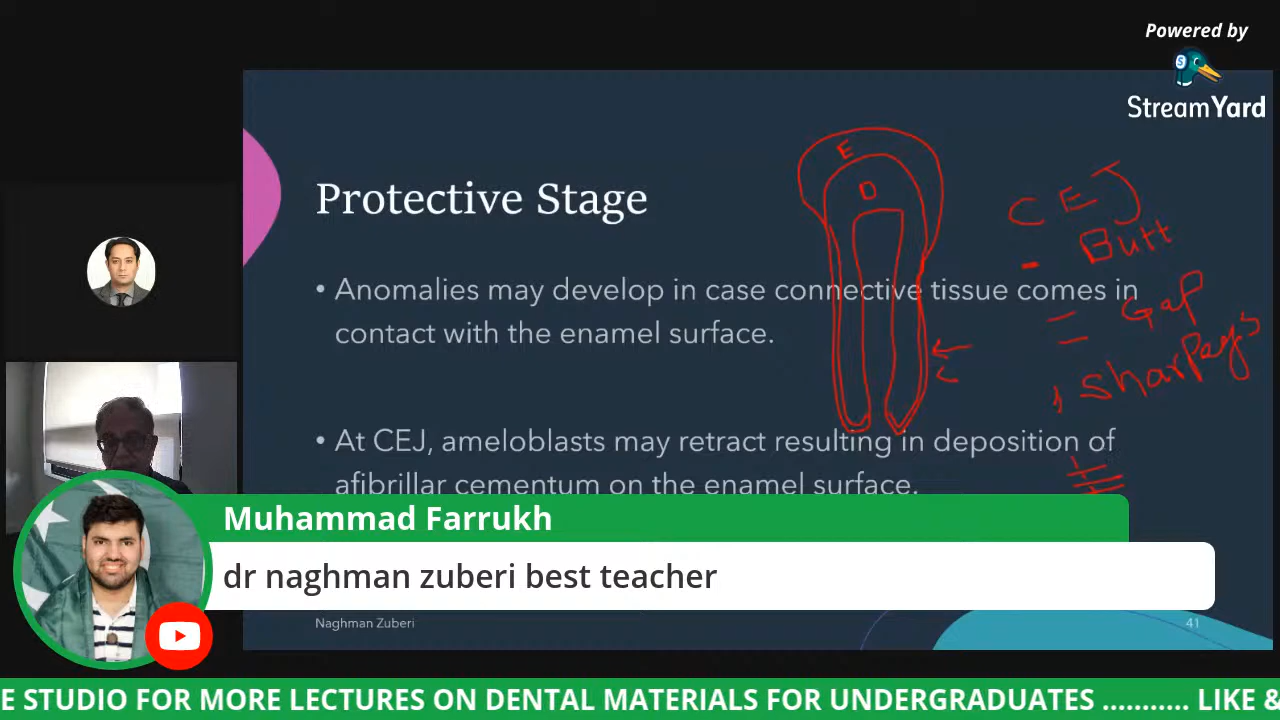 Powered by
StreamYard
Protective Stage
• Anomalies may develop in case connective tissue comes in
contact with the enamel surface.
• At CEJ, ameloblasts may retract resulting in deposition of
afibrillar cementum on the enamel surface.
E
D
C
CEJ
- Butt
= Gap
, Sharpeys
Muhammad Farrukh
dr naghman zuberi best teacher
Naghman Zuberi
41
E STUDIO FOR MORE LECTURES ON DENTAL MATERIALS FOR UNDERGRADUATES ........... LIKE &